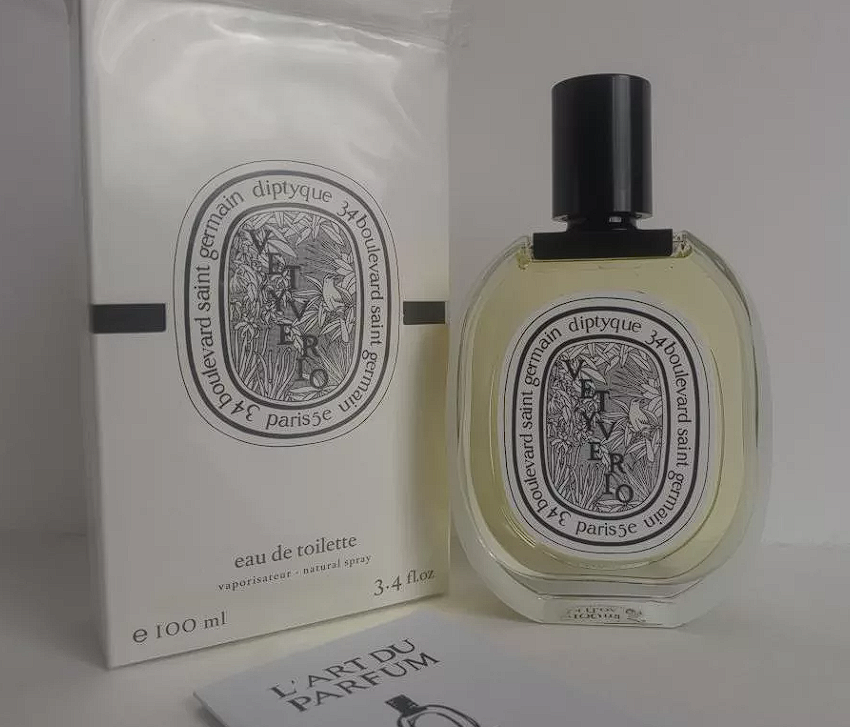 diptyque 34 boulevard saint germain paris5e 34 boulevard saint germain
VETYVERIO
eau de toilette
vaporisateur - natural spray
3.4 fl.oz
e 100 ml
diptyque 34 boulevard saint germain paris5e 34 boulevard saint germain
VETYVERIO
L'ART DU
PARFUM